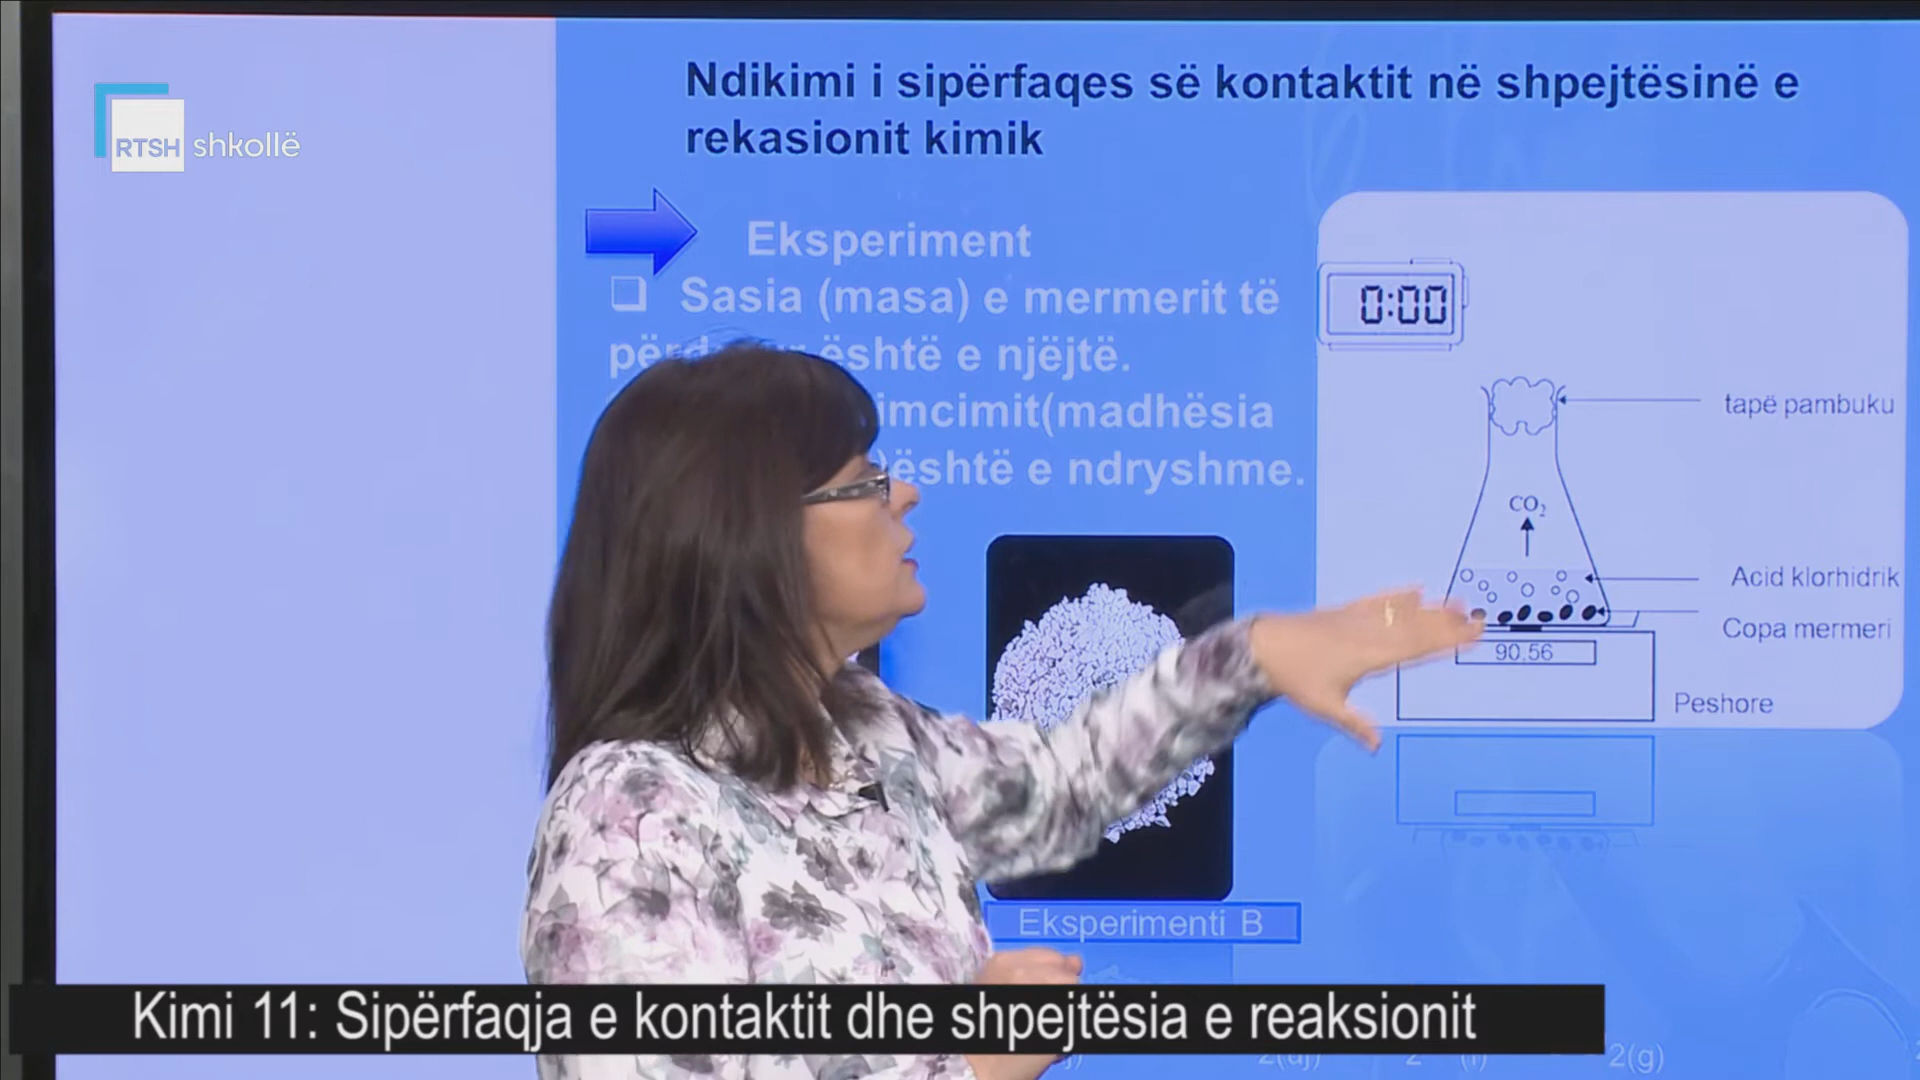 Ndikimi i sipërfaqes së kontaktit në shpejtësinë e
rekasionit kimik
RTSH shkollë
Eksperiment
Sasia (masa) e mermerit të
është e njëjtë.
(madhësia
është e ndryshme.
0:00
tapë pambuku
CO₂
Acid klorhidrik
Copa mermeri
90.56
Peshore
Eksperimenti B
Kimi 11: Sipërfaqja e kontaktit dhe shpejtësia e reaksionit
2(g)